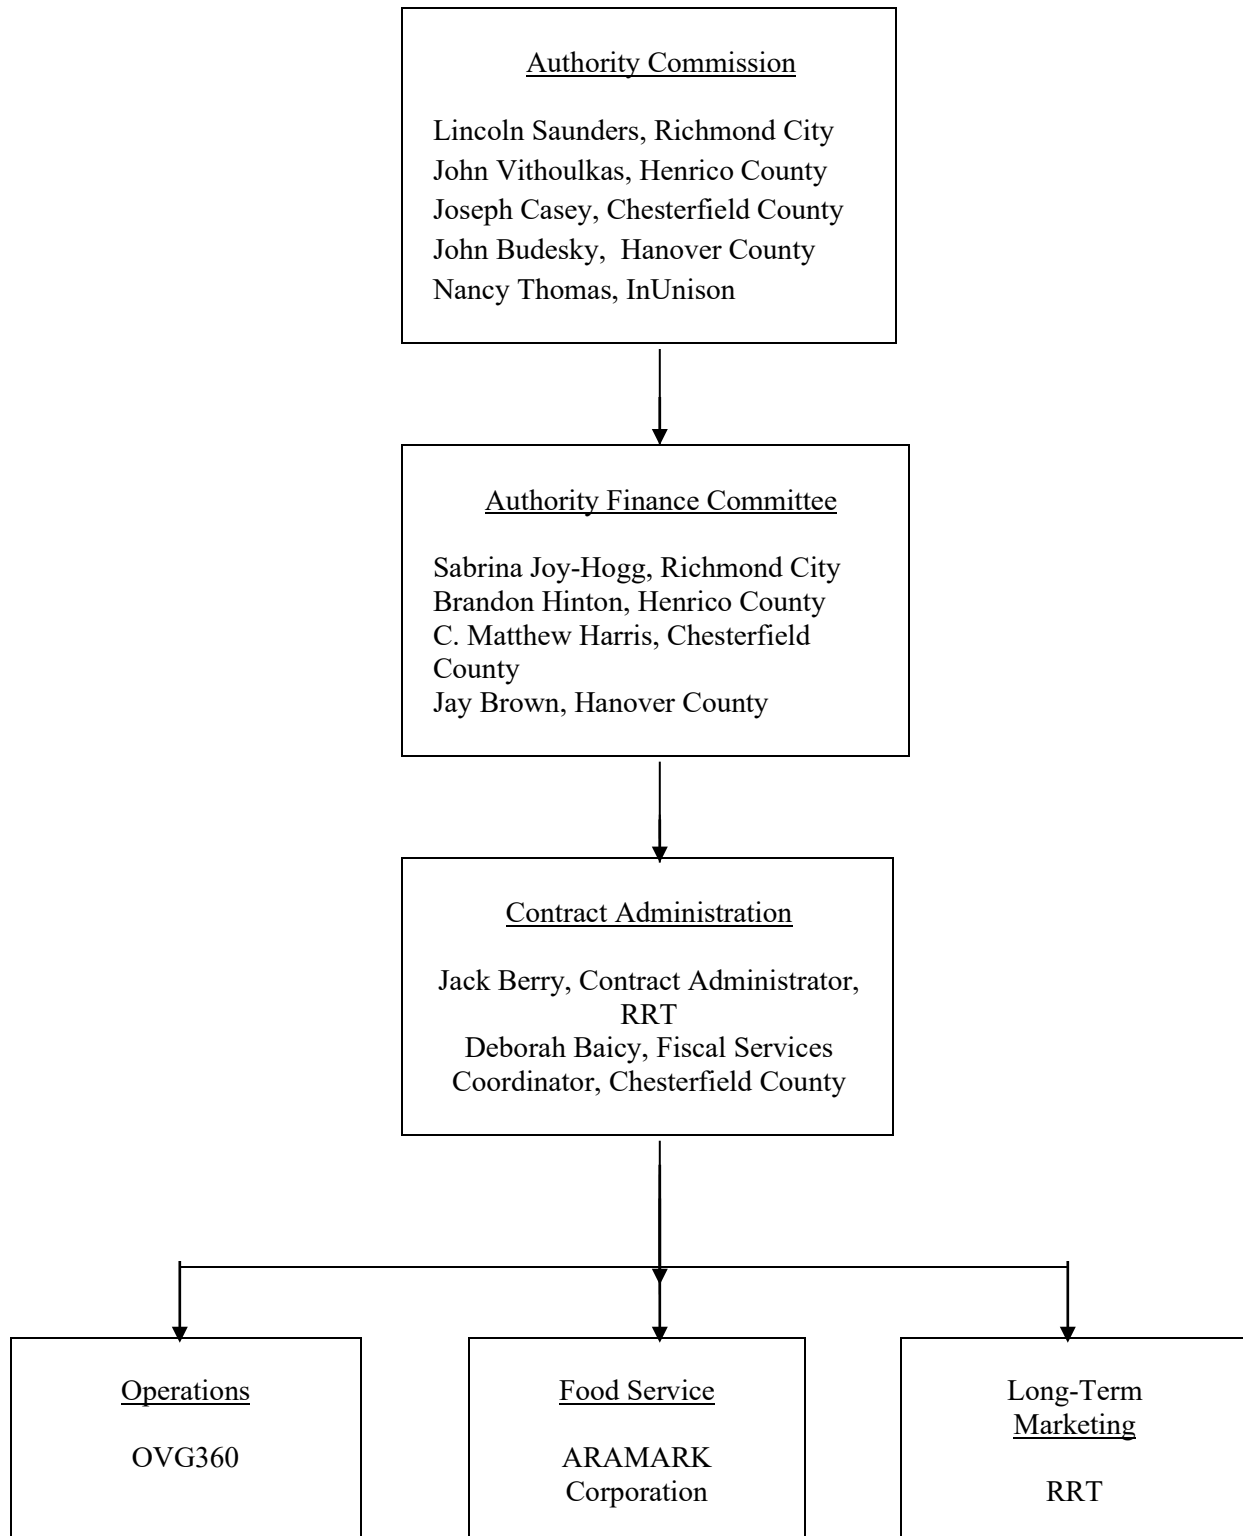 Authority Commission
Lincoln Saunders, Richmond City
John Vithoulkas, Henrico County
Joseph Casey, Chesterfield County
John Budesky,  Hanover County
Nancy Thomas, InUnison
Authority Finance Committee
Sabrina Joy-Hogg, Richmond City
Brandon Hinton, Henrico County
C. Matthew Harris, Chesterfield
County
Jay Brown, Hanover County
Contract Administration
Jack Berry, Contract Administrator,
RRT
Deborah Baicy, Fiscal Services
Coordinator, Chesterfield County
Operations
OVG360
Food Service
ARAMARK
Corporation
Long-Term
Marketing
RRT